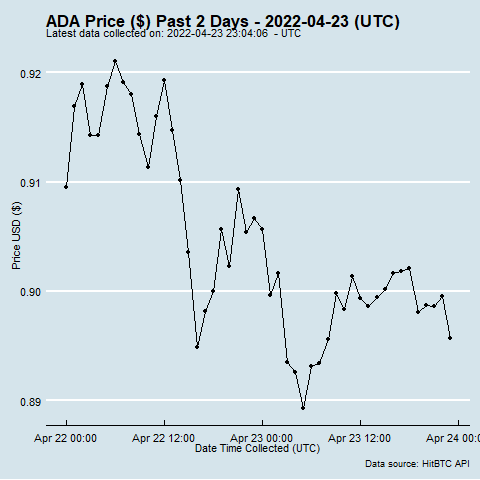 ADA Price ($) Past 2 Days - 2022-04-23 (UTC)
Latest data collected on: 2022-04-23 23:04:06 - UTC
0.92
0.91
0.90
0.89
Price USD ($)
Apr 22 00:00 Apr 22 12:00 Apr 23 00:00 Apr 23 12:00 Apr 24 00:0
Date Time Collected (UTC)
Data source: HitBTC API